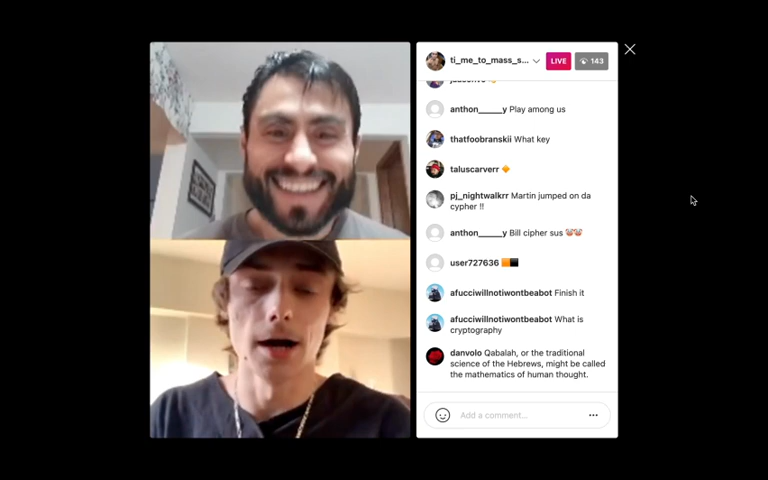 ti_me_to_mass_s...
LIVE
143
anthon______y Play among us
thatfoobranskii What key
taluscarverr
pj_nightwalkrr Martin jumped on da
cypher !!
anthon______y Bill cipher sus
user727636
afucciwillnotiwontbeabot Finish it
afucciwillnotiwontbeabot What is
cryptography
danvolo Qabalah, or the traditional
science of the Hebrews, might be called
the mathematics of human thought.
Add a comment...